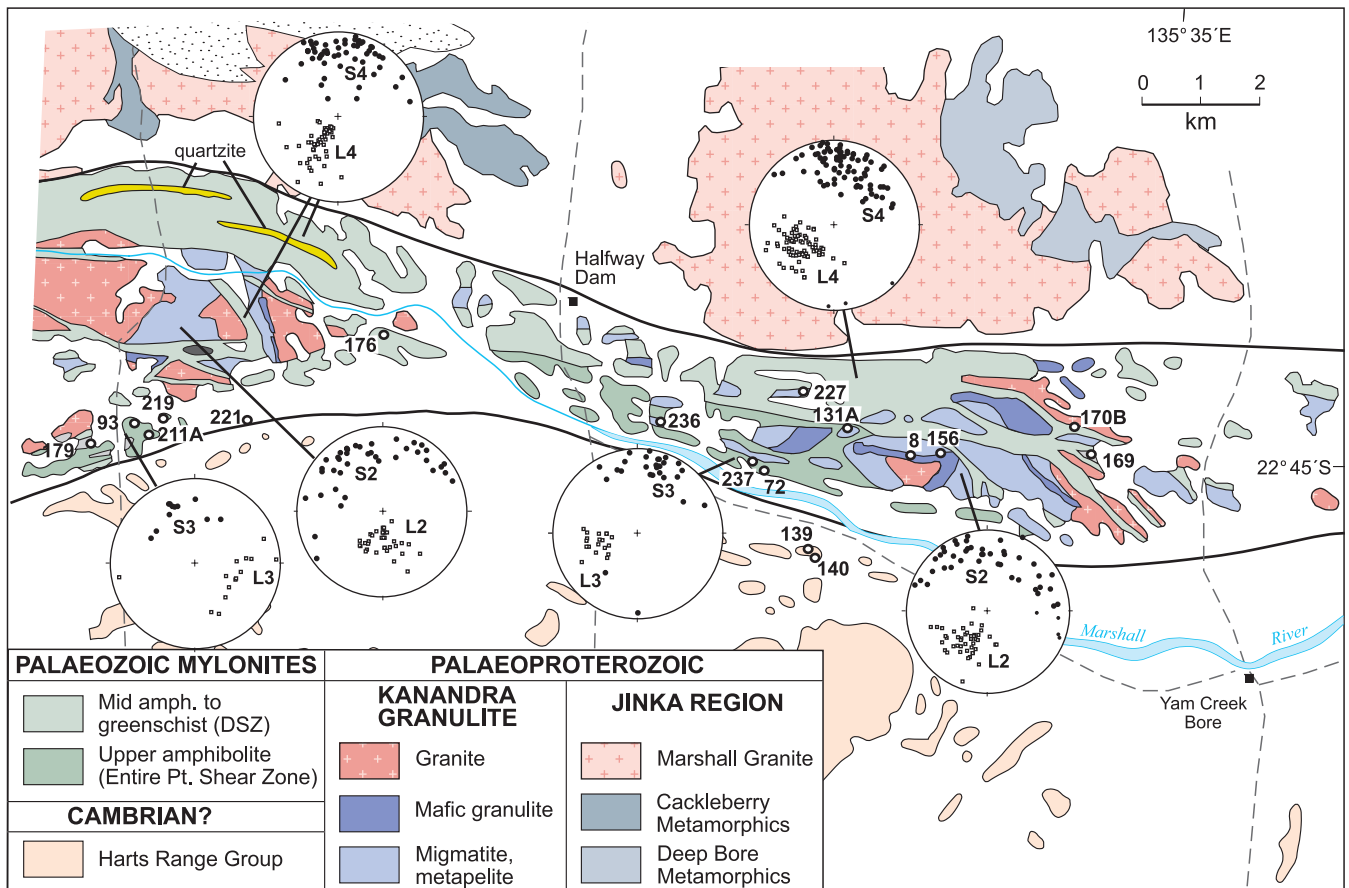 135° 35´E
0 1 2
km
S4
L4
quartzite
S4
L4
Halfway
Dam
176
227
131A
236
8 156
170B
169
22° 45´S
93
219
211A
221
179
S2
L2
S3
L3
S3
L3
237
72
139
140
S2
L2
Marshall River
Yam Creek
Bore
PALAEOZOIC MYLONITES
Mid amph. to
greenschist (DSZ)
Upper amphibolite
(Entire Pt. Shear Zone)
CAMBRIAN?
Harts Range Group
PALAEOPROTEROZOIC
KANANDRA
GRANULITE
Granite
Mafic granulite
Migmatite,
metapelite
JINKA REGION
Marshall Granite
Cackleberry
Metamorphics
Deep Bore
Metamorphics